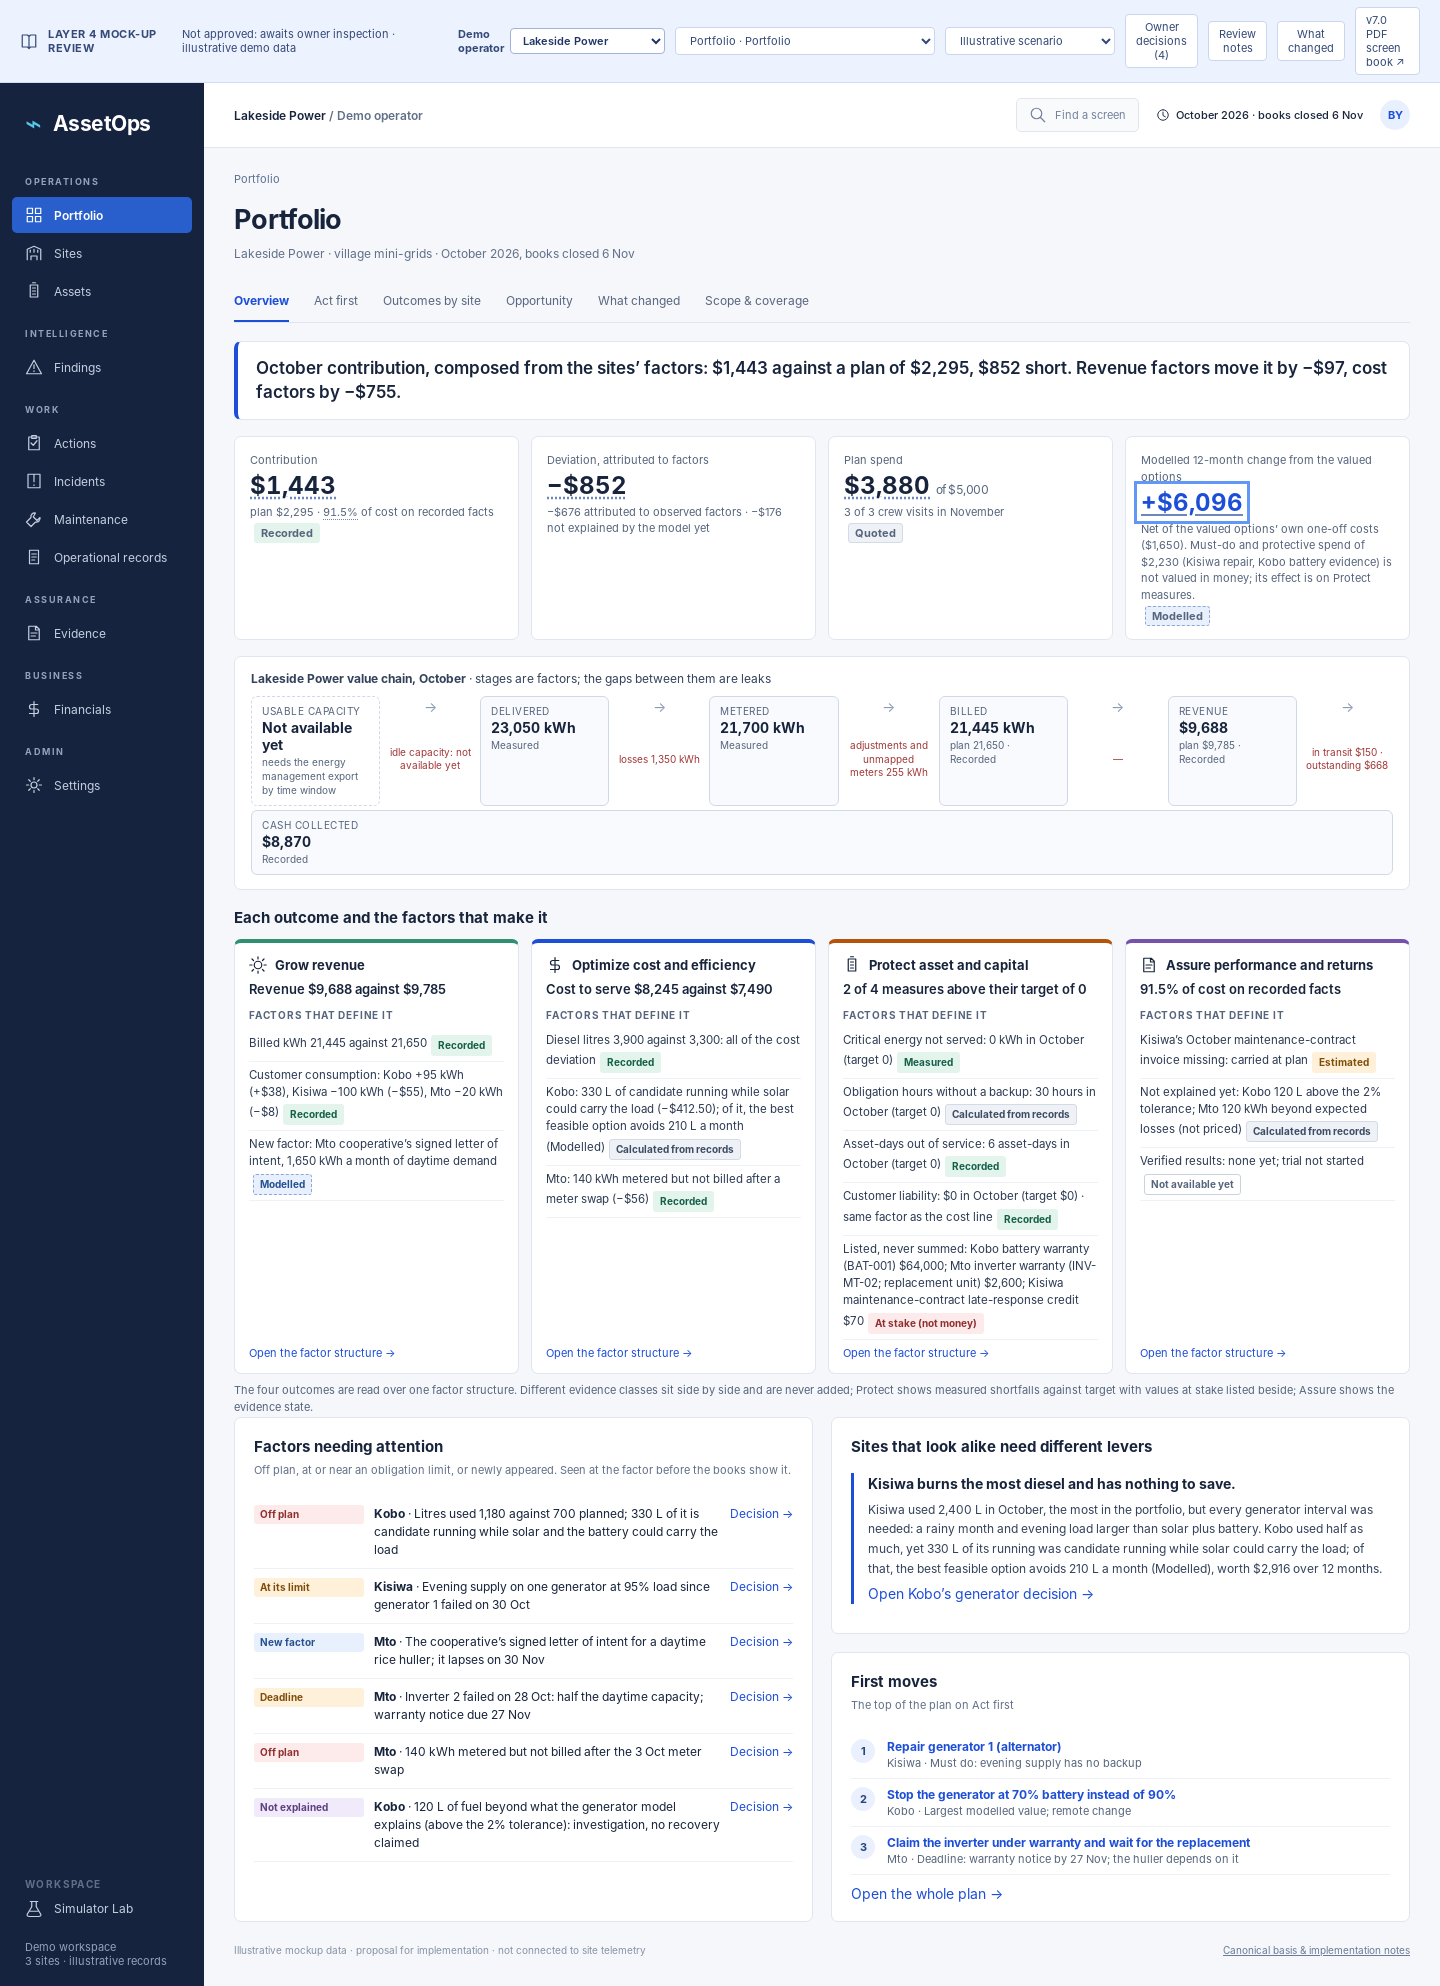 LAYER 4 MOCK-UP
REVIEW
Not approved: awaits owner inspection ·
illustrative demo data
Demo
operator
Lakeside Power
Portfolio · Portfolio
Illustrative scenario
Owner
decisions
(4)
Review
notes
What
changed
v7.0
PDF
screen
book ↗
AssetOps
OPERATIONS
Portfolio
Sites
Assets
INTELLIGENCE
Findings
WORK
Actions
Incidents
Maintenance
Operational records
ASSURANCE
Evidence
BUSINESS
Financials
ADMIN
Settings
WORKSPACE
Simulator Lab
Demo workspace
3 sites · illustrative records
Lakeside Power / Demo operator
Find a screen
October 2026 · books closed 6 Nov
BY
Portfolio
Portfolio
Lakeside Power · village mini-grids · October 2026, books closed 6 Nov
Overview
Act first
Outcomes by site
Opportunity
What changed
Scope & coverage
October contribution, composed from the sites’ factors: $1,443 against a plan of $2,295, $852 short. Revenue factors move it by −$97, cost
factors by −$755.
Contribution
$1,443
plan $2,295 · 91.5% of cost on recorded facts
Recorded
Deviation, attributed to factors
−$852
−$676 attributed to observed factors · −$176
not explained by the model yet
Plan spend
$3,880 of $5,000
3 of 3 crew visits in November
Quoted
Modelled 12-month change from the valued
options
+$6,096
Net of the valued options’ own one-off costs
($1,650). Must-do and protective spend of
$2,230 (Kisiwa repair, Kobo battery evidence) is
not valued in money; its effect is on Protect
measures.
Modelled
Lakeside Power value chain, October · stages are factors; the gaps between them are leaks
USABLE CAPACITY
Not available
yet
needs the energy
management export
by time window
→
idle capacity: not
available yet
DELIVERED
23,050 kWh
Measured
→
losses 1,350 kWh
METERED
21,700 kWh
Measured
→
adjustments and
unmapped
meters 255 kWh
BILLED
21,445 kWh
plan 21,650 ·
Recorded
→
—
REVENUE
$9,688
plan $9,785 ·
Recorded
→
in transit $150 ·
outstanding $668
CASH COLLECTED
$8,870
Recorded
Each outcome and the factors that make it
Grow revenue
Revenue $9,688 against $9,785
FACTORS THAT DEFINE IT
Billed kWh 21,445 against 21,650 Recorded
Customer consumption: Kobo +95 kWh
(+$38), Kisiwa −100 kWh (−$55), Mto −20 kWh
(−$8) Recorded
New factor: Mto cooperative’s signed letter of
intent, 1,650 kWh a month of daytime demand
Modelled
Open the factor structure →
Optimize cost and efficiency
Cost to serve $8,245 against $7,490
FACTORS THAT DEFINE IT
Diesel litres 3,900 against 3,300: all of the cost
deviation Recorded
Kobo: 330 L of candidate running while solar
could carry the load (−$412.50); of it, the best
feasible option avoids 210 L a month
(Modelled) Calculated from records
Mto: 140 kWh metered but not billed after a
meter swap (−$56) Recorded
Open the factor structure →
Protect asset and capital
2 of 4 measures above their target of 0
FACTORS THAT DEFINE IT
Critical energy not served: 0 kWh in October
(target 0) Measured
Obligation hours without a backup: 30 hours in
October (target 0) Calculated from records
Asset-days out of service: 6 asset-days in
October (target 0) Recorded
Customer liability: $0 in October (target $0) ·
same factor as the cost line Recorded
Listed, never summed: Kobo battery warranty
(BAT-001) $64,000; Mto inverter warranty (INV-
MT-02; replacement unit) $2,600; Kisiwa
maintenance-contract late-response credit
$70 At stake (not money)
Open the factor structure →
Assure performance and returns
91.5% of cost on recorded facts
FACTORS THAT DEFINE IT
Kisiwa’s October maintenance-contract
invoice missing: carried at plan Estimated
Not explained yet: Kobo 120 L above the 2%
tolerance; Mto 120 kWh beyond expected
losses (not priced) Calculated from records
Verified results: none yet; trial not started
Not available yet
Open the factor structure →
The four outcomes are read over one factor structure. Different evidence classes sit side by side and are never added; Protect shows measured shortfalls against target with values at stake listed beside; Assure shows the
evidence state.
Factors needing attention
Off plan, at or near an obligation limit, or newly appeared. Seen at the factor before the books show it.
Off plan
Kobo · Litres used 1,180 against 700 planned; 330 L of it is
candidate running while solar and the battery could carry the
load
Decision →
At its limit
Kisiwa · Evening supply on one generator at 95% load since
generator 1 failed on 30 Oct
Decision →
New factor
Mto · The cooperative’s signed letter of intent for a daytime
rice huller; it lapses on 30 Nov
Decision →
Deadline
Mto · Inverter 2 failed on 28 Oct: half the daytime capacity;
warranty notice due 27 Nov
Decision →
Off plan
Mto · 140 kWh metered but not billed after the 3 Oct meter
swap
Decision →
Not explained
Kobo · 120 L of fuel beyond what the generator model
explains (above the 2% tolerance): investigation, no recovery
claimed
Decision →
Sites that look alike need different levers
Kisiwa burns the most diesel and has nothing to save.
Kisiwa used 2,400 L in October, the most in the portfolio, but every generator interval was
needed: a rainy month and evening load larger than solar plus battery. Kobo used half as
much, yet 330 L of its running was candidate running while solar could carry the load; of
that, the best feasible option avoids 210 L a month (Modelled), worth $2,916 over 12 months.
Open Kobo’s generator decision →
First moves
The top of the plan on Act first
1
Repair generator 1 (alternator)
Kisiwa · Must do: evening supply has no backup
2
Stop the generator at 70% battery instead of 90%
Kobo · Largest modelled value; remote change
3
Claim the inverter under warranty and wait for the replacement
Mto · Deadline: warranty notice by 27 Nov; the huller depends on it
Open the whole plan →
Illustrative mockup data · proposal for implementation · not connected to site telemetry
Canonical basis & implementation notes